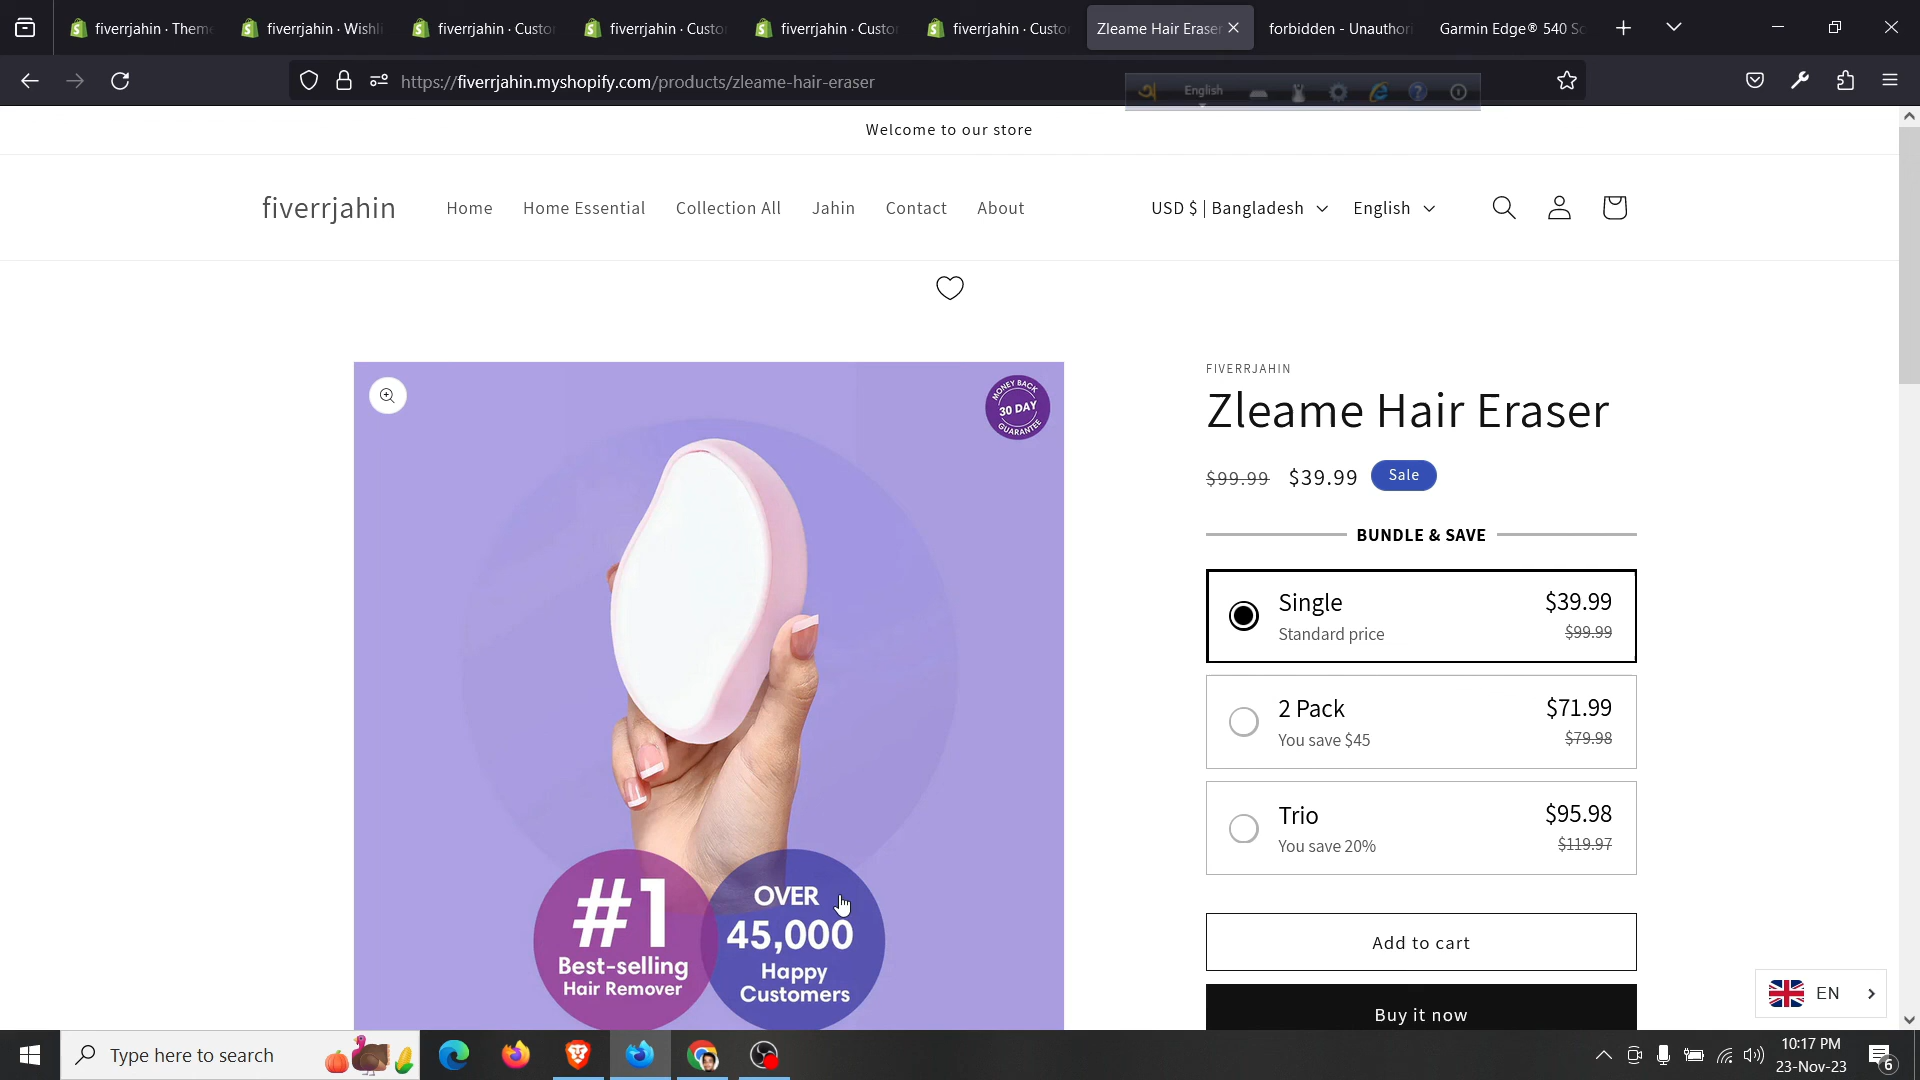 fiverrjahin · Theme
fiverrjahin · Wishli
fiverrjahin · Custo
fiverrjahin · Custo
fiverrjahin · Custo
fiverrjahin · Custo
Zleame Hair Eraser
forbidden - Unauthori
Garmin Edge® 540 So
https://fiverrjahin.myshopify.com/products/zleame-hair-eraser
English
Welcome to our store
fiverrjahin
Home
Home Essential
Collection All
Jahin
Contact
About
USD $ | Bangladesh
English
MONEY BACK
30 DAY
GUARANTEE
FIVERRJAHIN
Zleame Hair Eraser
$99.99 $39.99 Sale
BUNDLE & SAVE
Single $39.99
Standard price $99.99
2 Pack $71.99
You save $45 $79.98
Trio $95.98
You save 20% $119.97
#1
Best-selling
Hair Remover
OVER
45,000
Happy
Customers
Add to cart
Buy it now
EN
Type here to search
10:17 PM
23-Nov-23
6